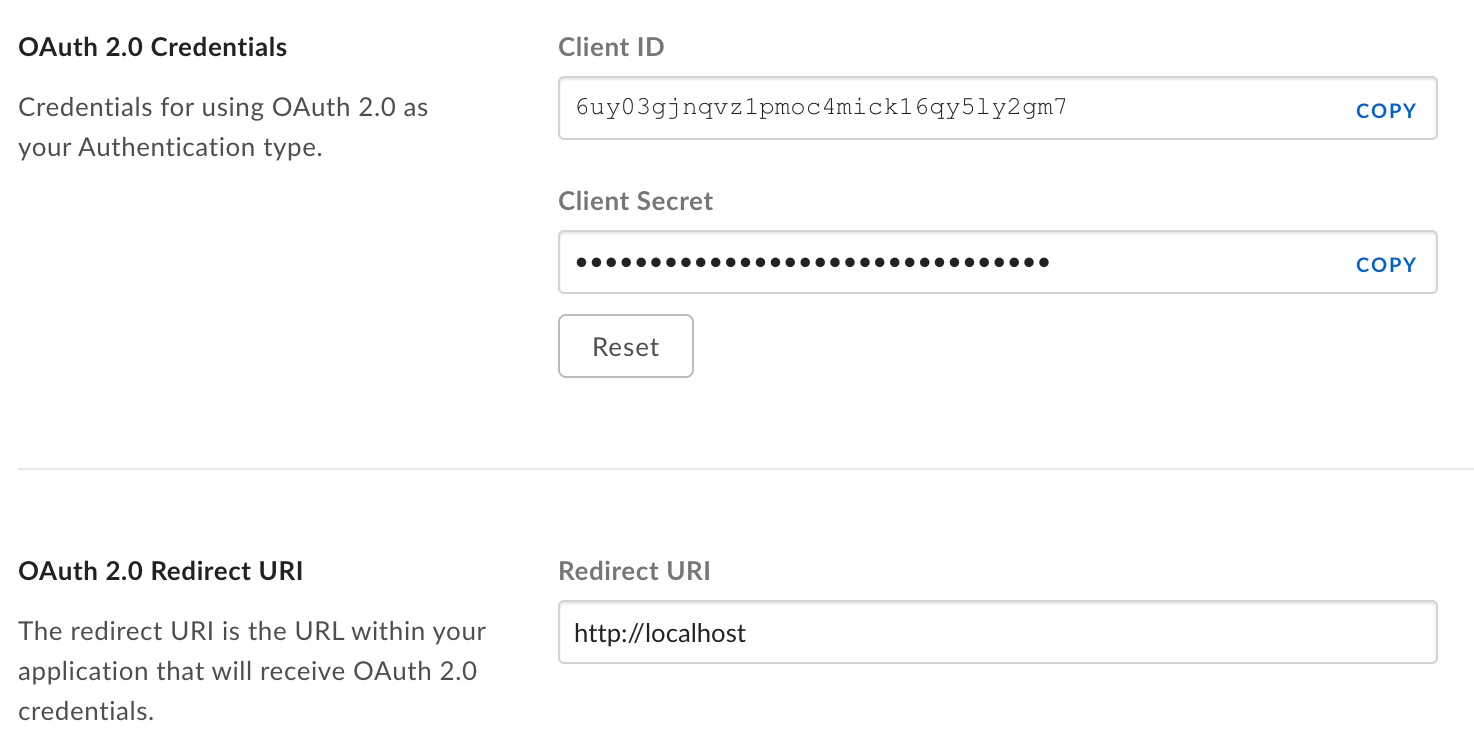 OAuth 2.0 Credentials
Credentials for using OAuth 2.0 as
your Authentication type.
Client ID
6uy03gjnqvz1pmoc4mick16qy5ly2gm7
COPY
Client Secret
••••••••••••••••••••••••••••••••
COPY
Reset
OAuth 2.0 Redirect URI
The redirect URI is the URL within your
application that will receive OAuth 2.0
credentials.
Redirect URI
http://localhost